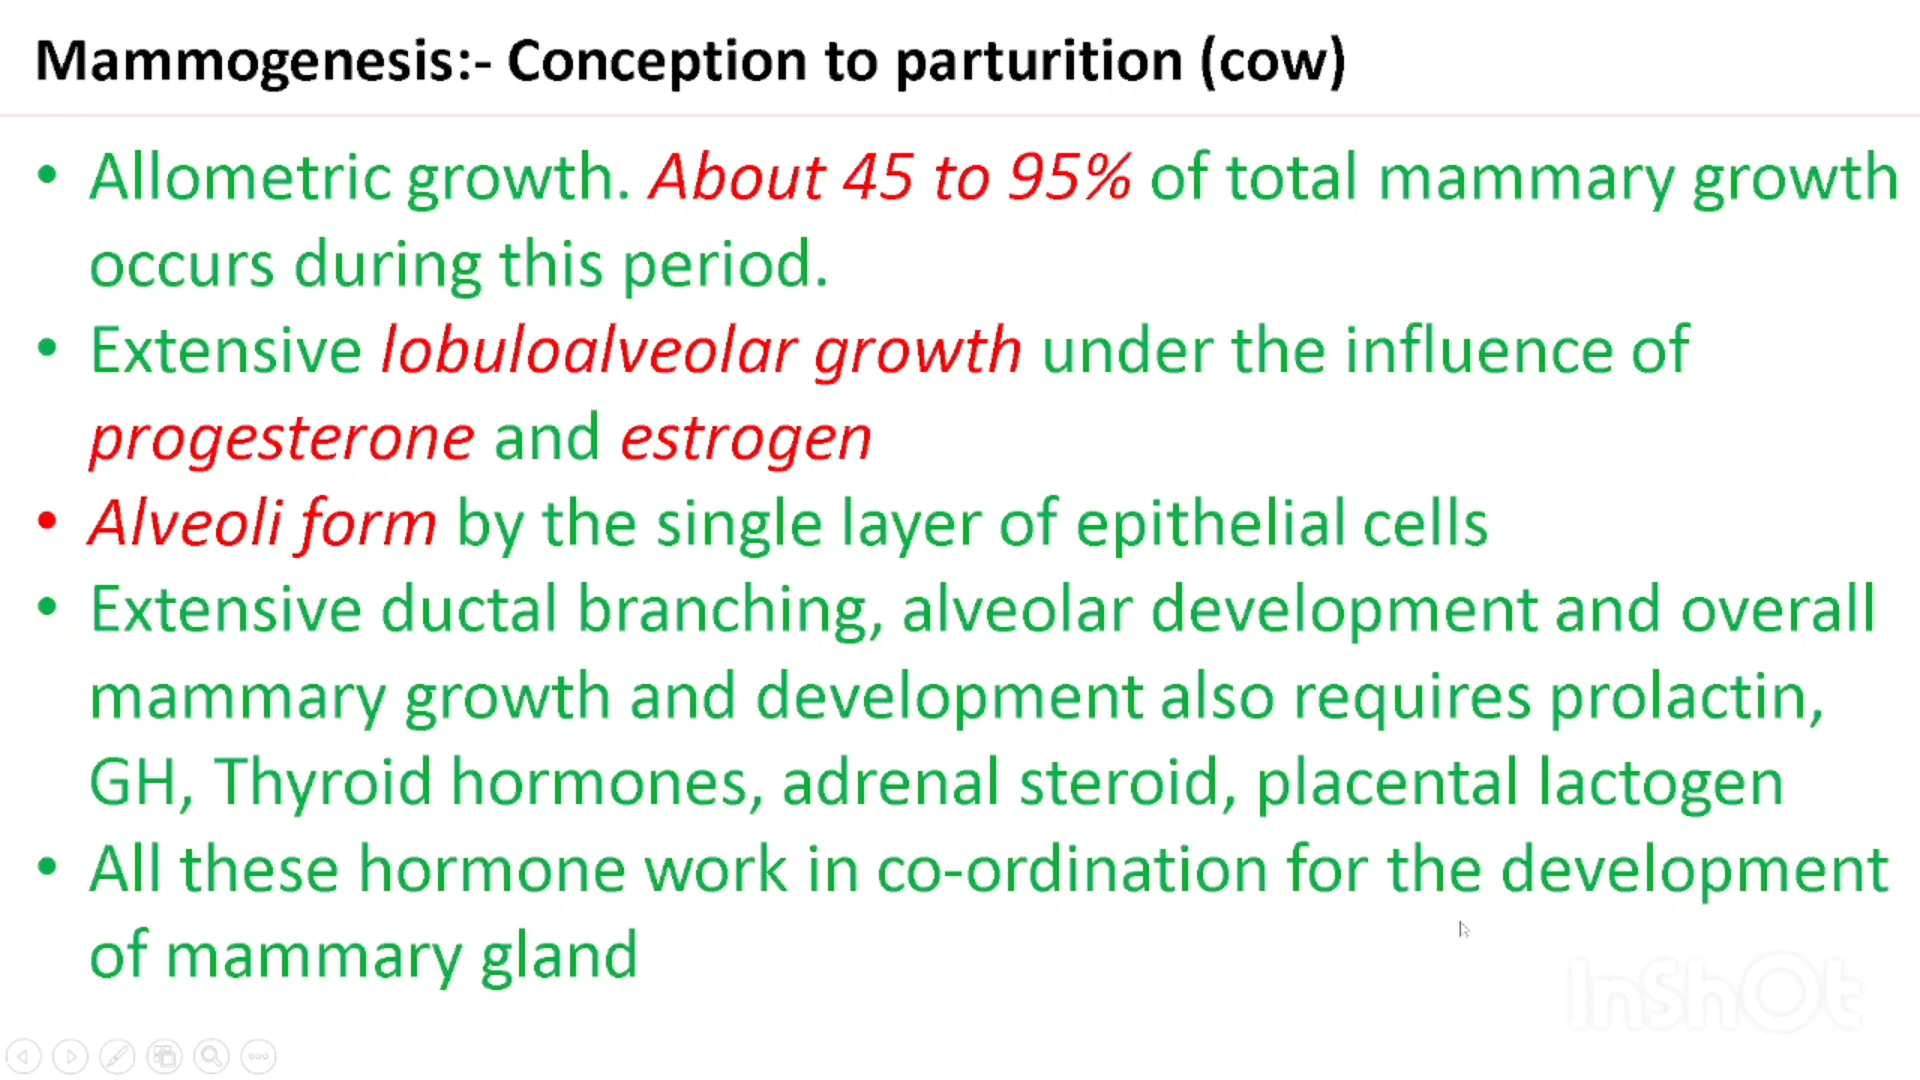 Mammogenesis:- Conception to parturition (cow)
• Allometric growth. About 45 to 95% of total mammary growth
occurs during this period.
• Extensive lobuloalveolar growth under the influence of
progesterone and estrogen
• Alveoli form by the single layer of epithelial cells
• Extensive ductal branching, alveolar development and overall
mammary growth and development also requires prolactin,
GH, Thyroid hormones, adrenal steroid, placental lactogen
• All these hormone work in co-ordination for the development
of mammary gland
InShOt